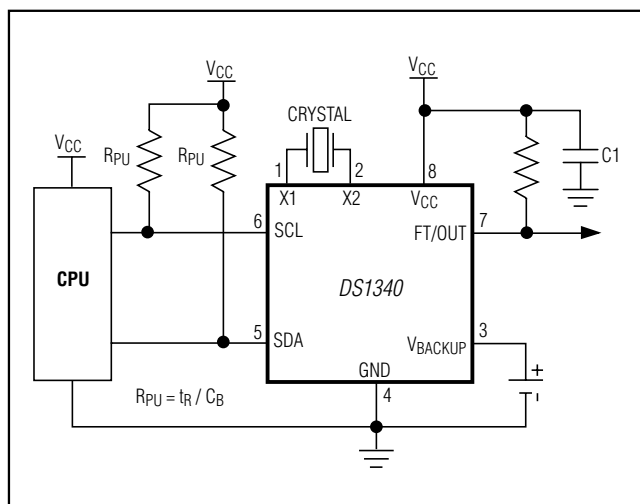 VCC
VCC
CRYSTAL
VCC
RPU
RPU
C1
1
2
8
X1
X2
VCC
6
SCL
7
FT/OUT
CPU
DS1340
5
SDA
3
VBACKUP
+
GND
-
RPU = tR / CB
4